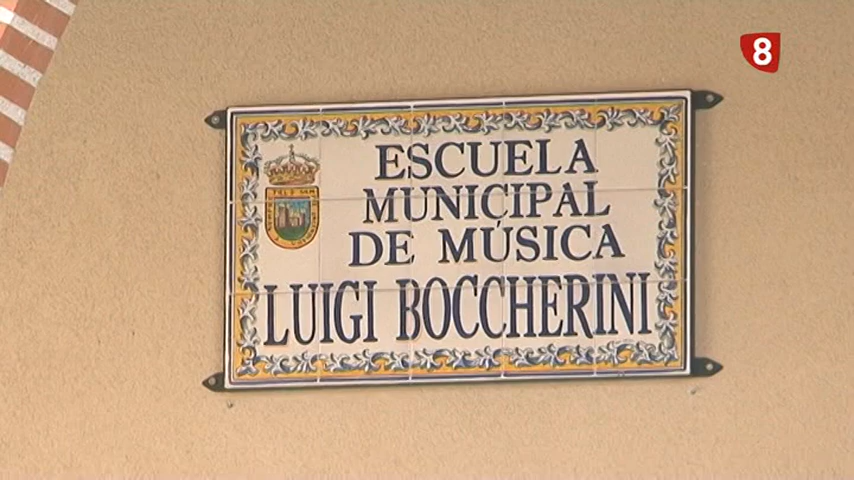 8
ESCUELA
MUNICIPAL
DE MÚSICA
LUIGI BOCCHERINI